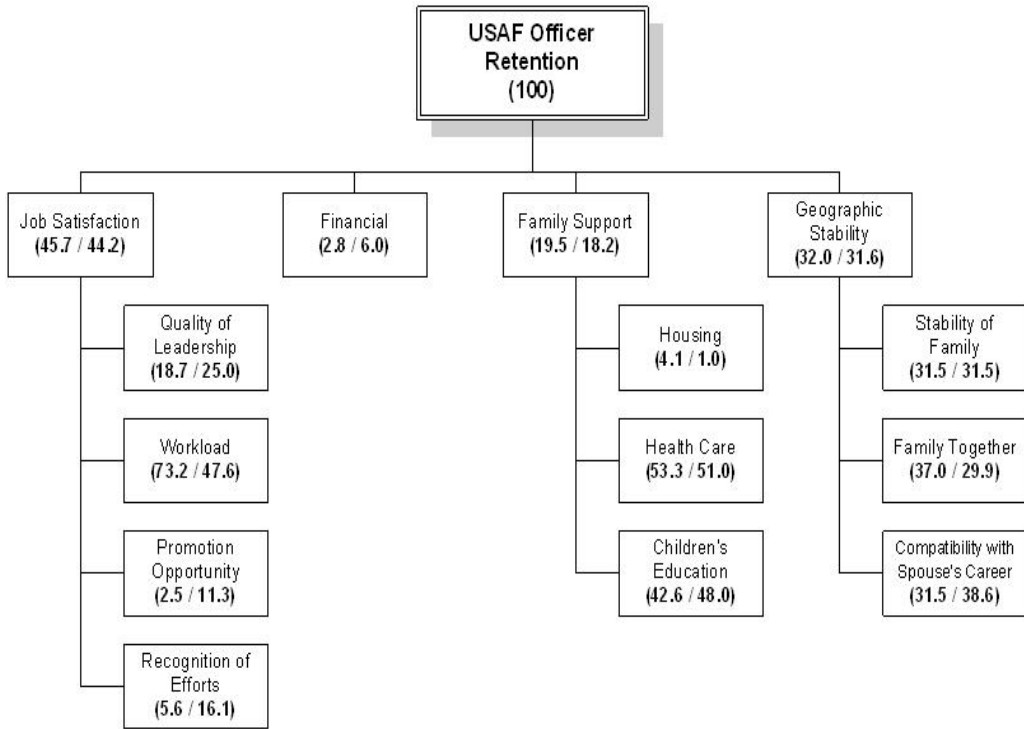 USAF Officer
Retention
(100)
Job Satisfaction
(45.7 / 44.2)
Financial
(2.8 / 6.0)
Family Support
(19.5 / 18.2)
Geographic
Stability
(32.0 / 31.6)
Quality of
Leadership
(18.7 / 25.0)
Workload
(73.2 / 47.6)
Promotion
Opportunity
(2.5 / 11.3)
Recognition of
Efforts
(5.6 / 16.1)
Housing
(4.1 / 1.0)
Health Care
(53.3 / 51.0)
Children's
Education
(42.6 / 48.0)
Stability of
Family
(31.5 / 31.5)
Family Together
(37.0 / 29.9)
Compatibility with
Spouse's Career
(31.5 / 38.6)